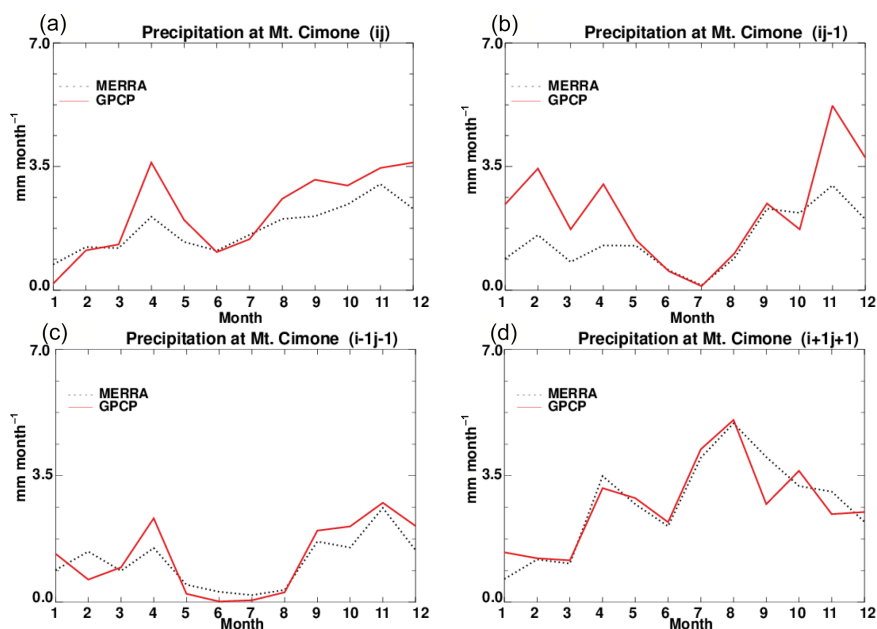 (a) Precipitation at Mt. Cimone (ij)
7.0
MERRA
GPCP
mm month⁻¹
3.5
0.0
1 2 3 4 5 6 7 8 9 10 11 12
Month
(b) Precipitation at Mt. Cimone (ij-1)
7.0
MERRA
GPCP
mm month⁻¹
3.5
0.0
1 2 3 4 5 6 7 8 9 10 11 12
Month
(c) Precipitation at Mt. Cimone (i-1j-1)
7.0
MERRA
GPCP
mm month⁻¹
3.5
0.0
1 2 3 4 5 6 7 8 9 10 11 12
Month
(d) Precipitation at Mt. Cimone (i+1j+1)
7.0
MERRA
GPCP
mm month⁻¹
3.5
0.0
1 2 3 4 5 6 7 8 9 10 11 12
Month